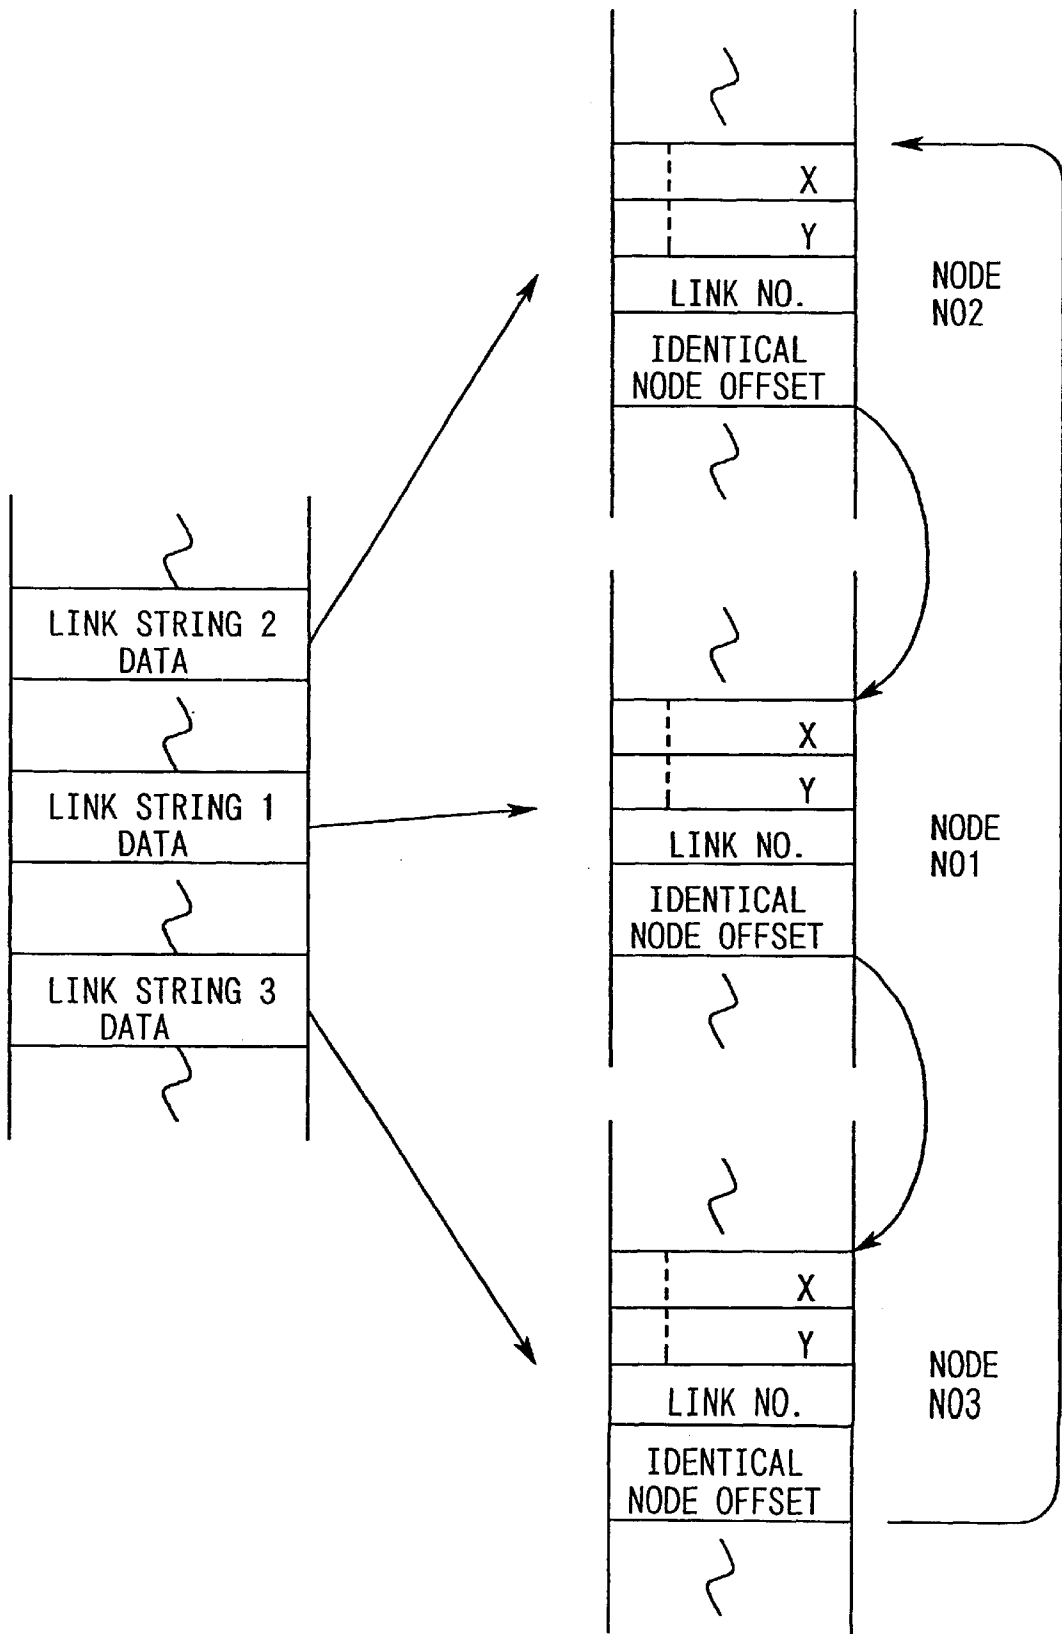 LINK STRING 2
DATA
LINK STRING 1
DATA
LINK STRING 3
DATA
X
Y
LINK NO.
IDENTICAL
NODE OFFSET
NODE
N02
X
Y
LINK NO.
IDENTICAL
NODE OFFSET
NODE
N01
X
Y
LINK NO.
IDENTICAL
NODE OFFSET
NODE
N03